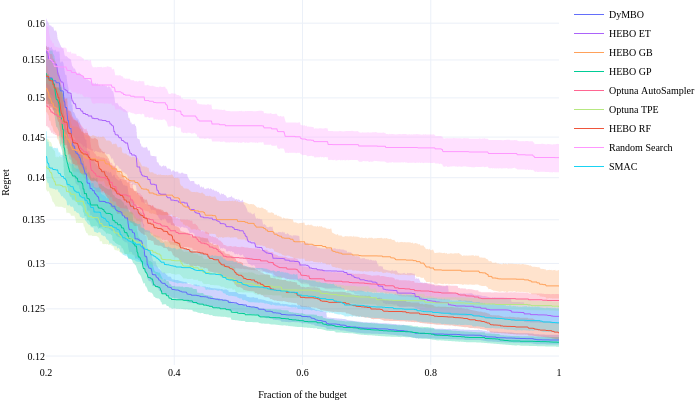 0.16
0.155
0.15
0.145
0.14
0.135
0.13
0.125
0.12
Regret
0.2
0.4
0.6
0.8
1
Fraction of the budget
DyMBO
HEBO ET
HEBO GB
HEBO GP
Optuna AutoSampler
Optuna TPE
HEBO RF
Random Search
SMAC